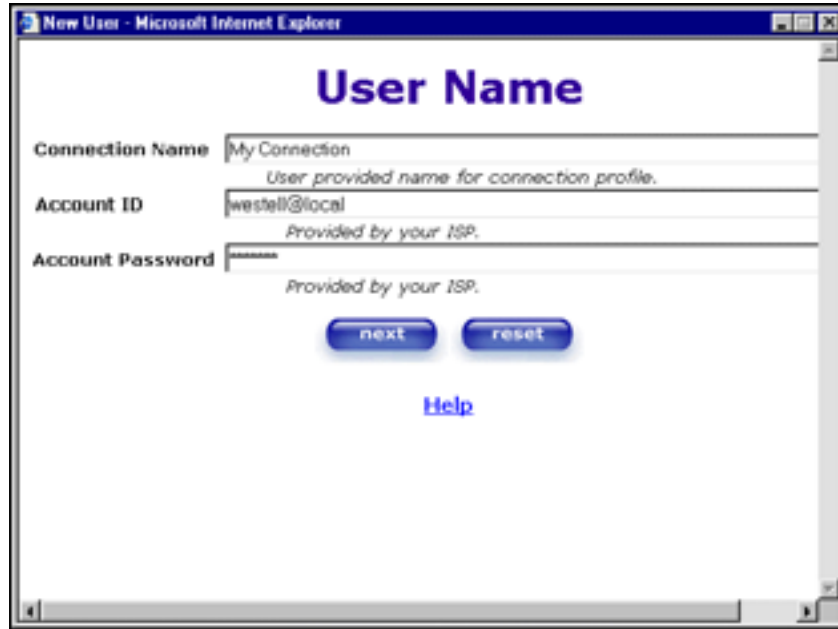 New User - Microsoft Internet Explorer
User Name
Connection Name My Connection
User provided name for connection profile.
Account ID westell@local
Provided by your ISP.
Account Password *******
Provided by your ISP.
next reset
Help